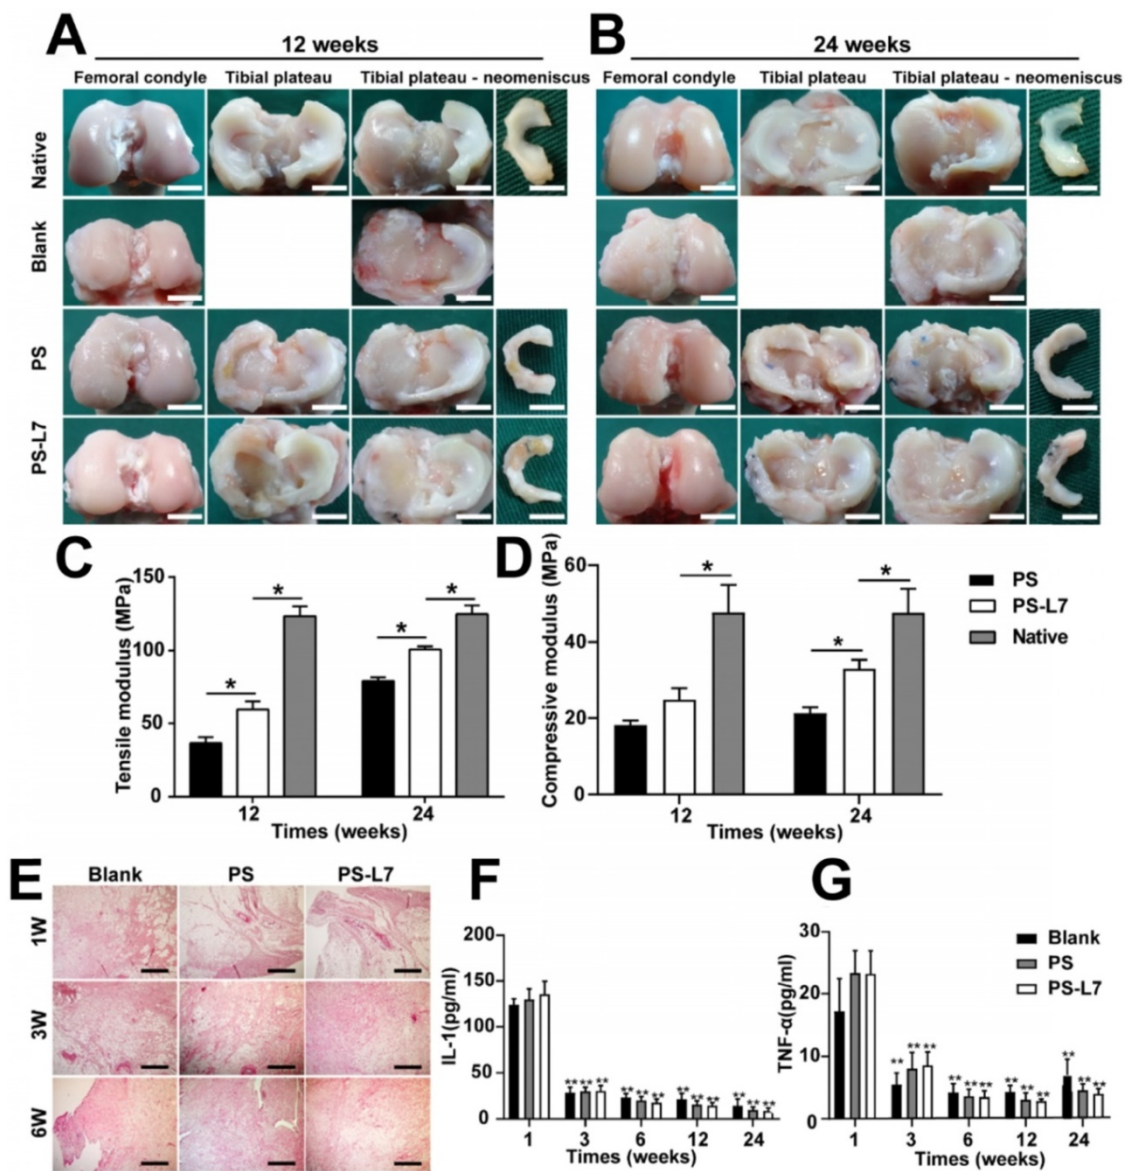 A
12 weeks
Femoral condyle Tibial plateau Tibial plateau - neomeniscus
B
24 weeks
Femoral condyle Tibial plateau Tibial plateau - neomeniscus
Native
Blank
PS
PS-L7
C
Tensile modulus (MPa)
150
100
50
0
*
*
*
*
12 24
Times (weeks)
D
Compressive modulus (MPa)
60
40
20
0
*
*
*
12 24
Times (weeks)
PS
PS-L7
Native
E
Blank PS PS-L7
1W
3W
6W
F
IL-1(pg/ml)
200
150
100
50
0
** ** **
** ** **
** ** **
** ** **
1 3 6 12 24
Times (weeks)
G
TNF-α(pg/ml)
30
20
10
0
** ** **
** ** **
** ** **
** ** **
1 3 6 12 24
Times (weeks)
Blank
PS
PS-L7